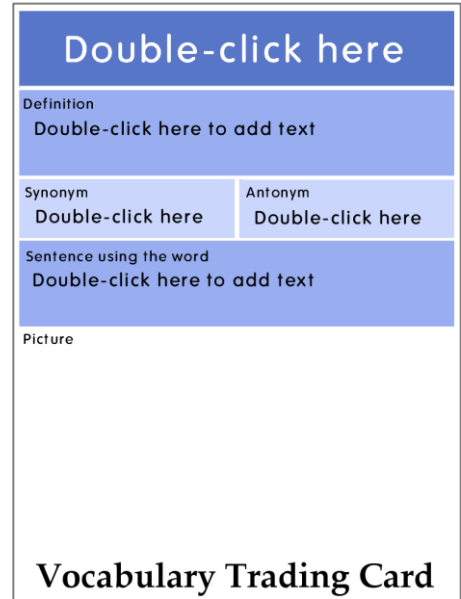 Double-click here
Definition
Double-click here to add text
Synonym
Double-click here
Antonym
Double-click here
Sentence using the word
Double-click here to add text
Picture
Vocabulary Trading Card